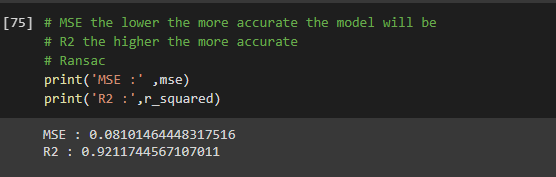 [75] # MSE the lower the more accurate the model will be
# R2 the higher the more accurate
# Ransac
print('MSE :' ,mse)
print('R2 :',r_squared)
MSE : 0.08101464448317516
R2 : 0.9211744567107011